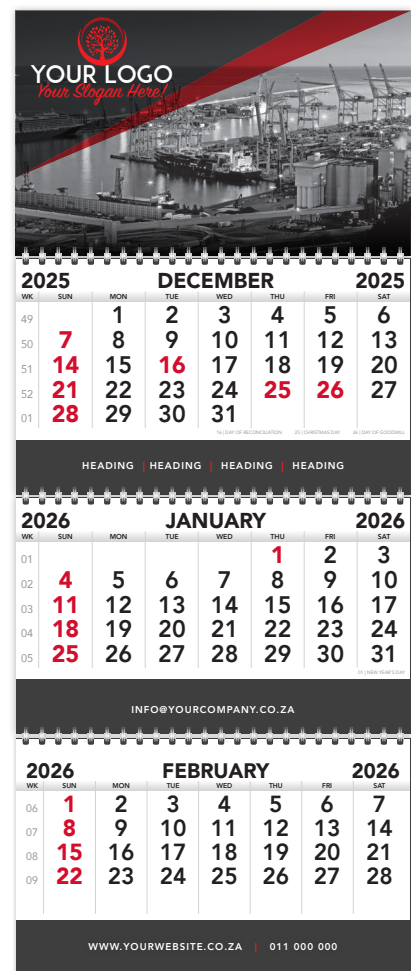 YOUR LOGO
Your Slogan Here!
2025 DECEMBER 2025
WK SUN MON TUE WED THU FRI SAT
49 1 2 3 4 5 6
50 7 8 9 10 11 12 13
51 14 15 16 17 18 19 20
52 21 22 23 24 25 26 27
01 28 29 30 31
16 | DAY OF RECONCILIATION 25 | CHRISTMAS DAY 26 | DAY OF GOODWILL
HEADING | HEADING | HEADING | HEADING
2026 JANUARY 2026
WK SUN MON TUE WED THU FRI SAT
01 1 2 3
02 4 5 6 7 8 9 10
03 11 12 13 14 15 16 17
04 18 19 20 21 22 23 24
05 25 26 27 28 29 30 31
01 | NEW YEAR'S DAY
INFO@YOURCOMPANY.CO.ZA
2026 FEBRUARY 2026
WK SUN MON TUE WED THU FRI SAT
06 1 2 3 4 5 6 7
07 8 9 10 11 12 13 14
08 15 16 17 18 19 20 21
09 22 23 24 25 26 27 28
WWW.YOURWEBSITE.CO.ZA | 011 000 000